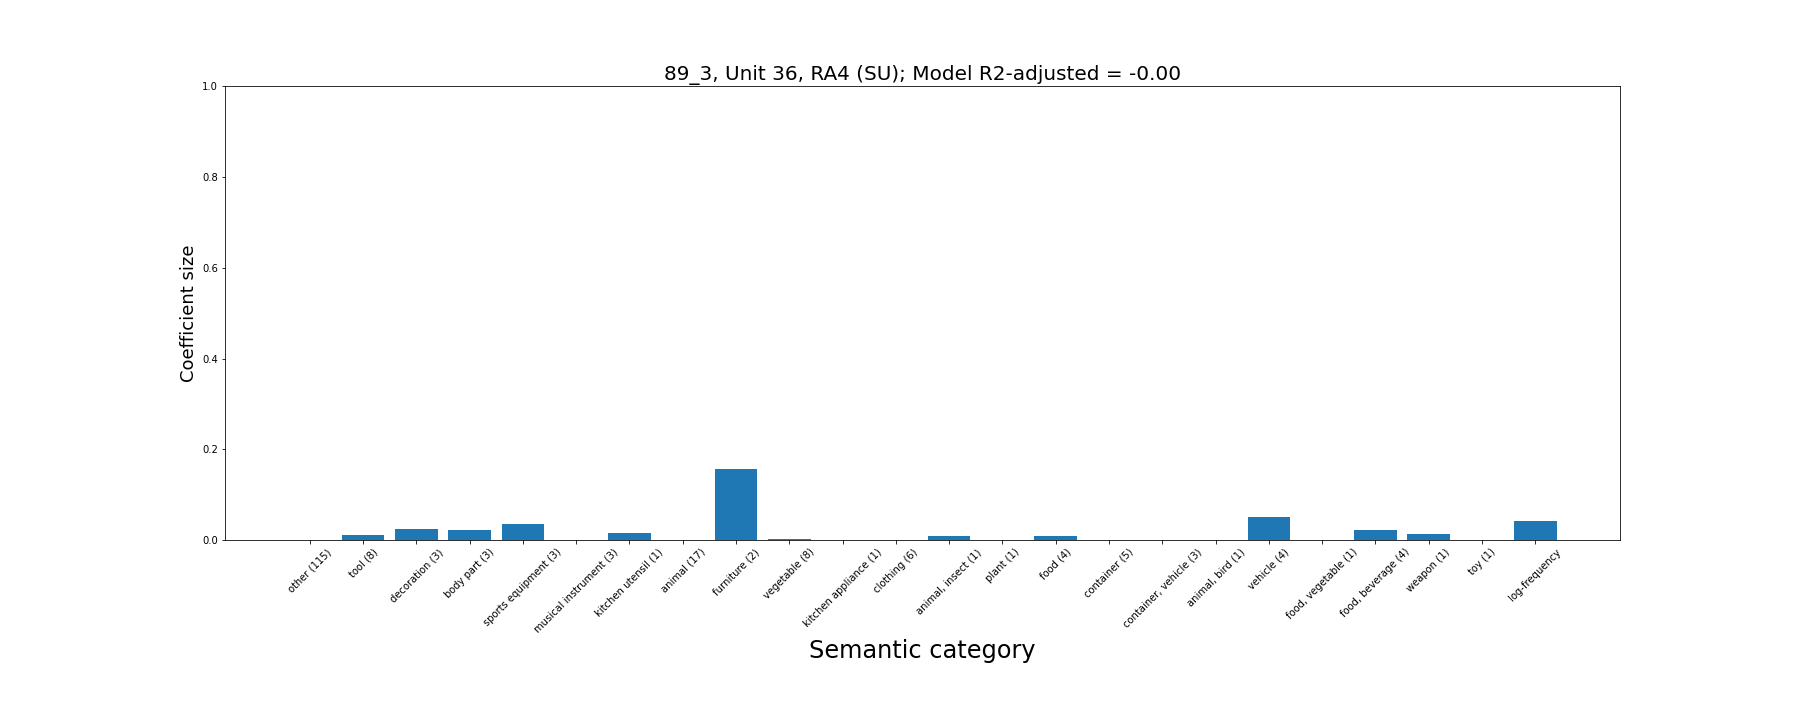 89_3, Unit 36, RA4 (SU); Model R2-adjusted = -0.00
1.0
0.8
0.6
0.4
0.2
0.0
Coefficient size
other (115)
tool (8)
decoration (3)
body part (3)
sports equipment (3)
musical instrument (3)
kitchen utensil (1)
animal (17)
furniture (2)
vegetable (8)
kitchen appliance (1)
clothing (6)
animal, insect (1)
plant (1)
food (4)
container (5)
container, vehicle (3)
animal, bird (1)
vehicle (4)
food, vegetable (1)
food, beverage (4)
weapon (1)
toy (1)
log-frequency
Semantic category